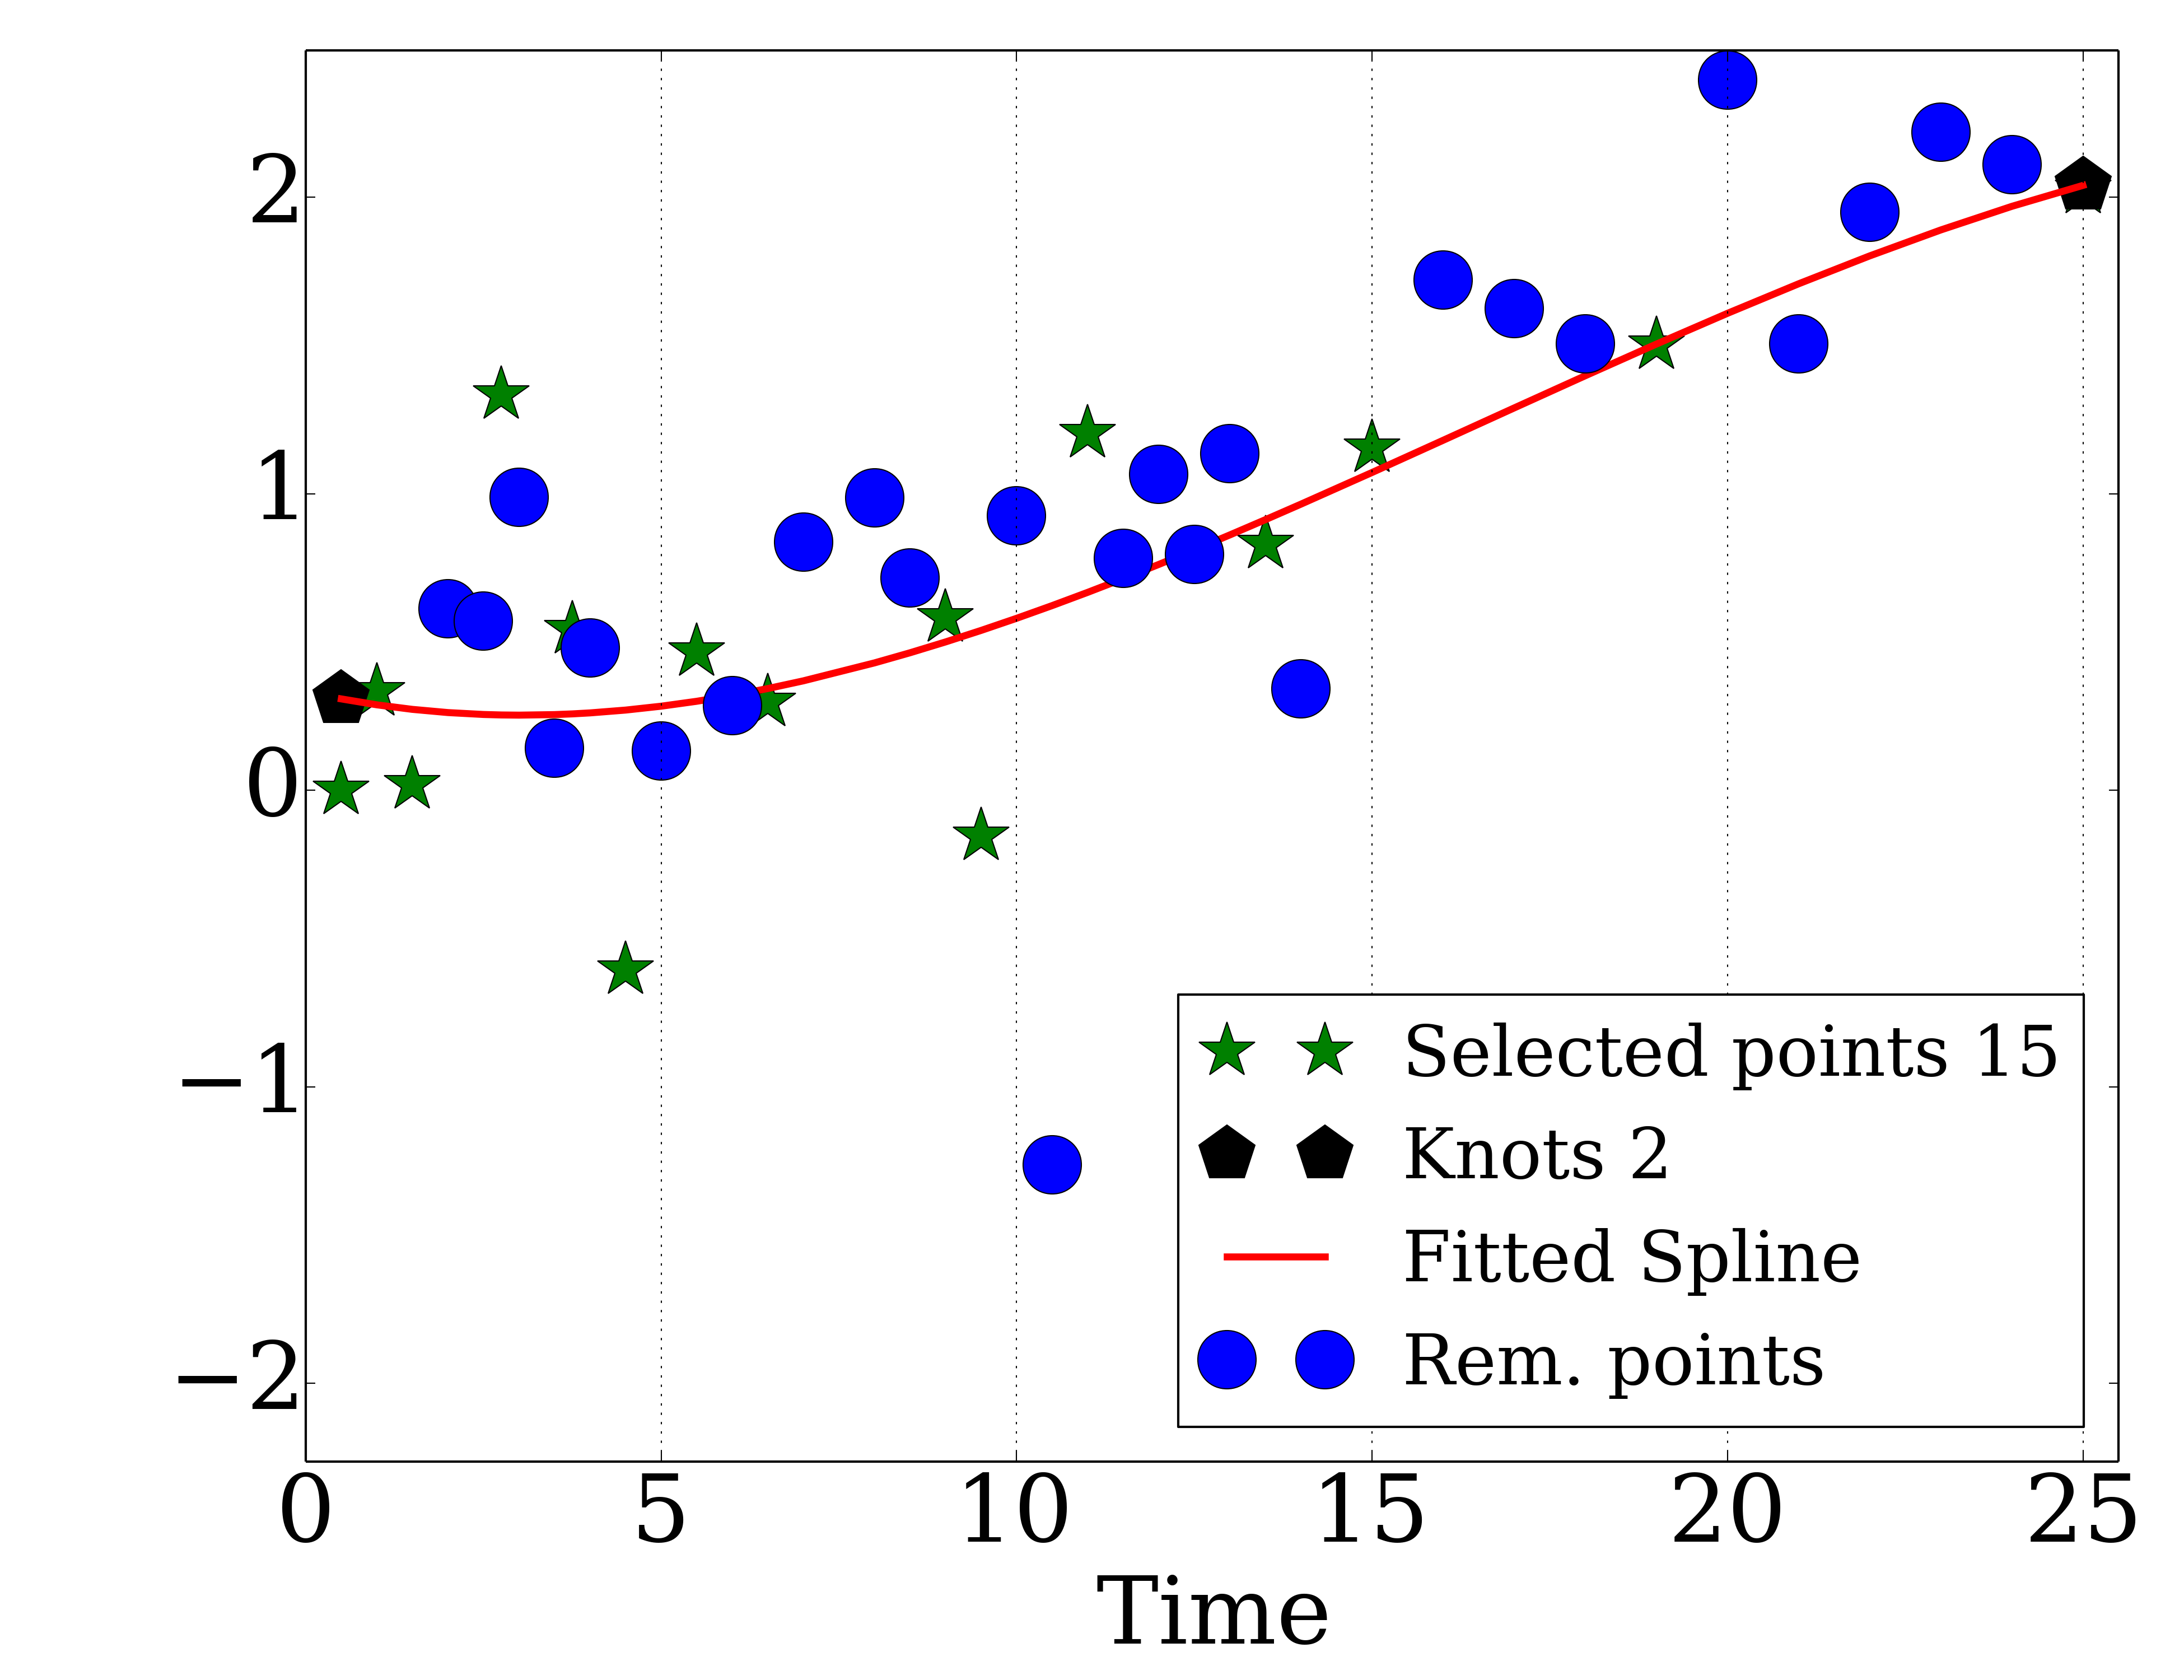 2
1
0
−1
−2
0 5 10 15 20 25
Time
Selected points 15
Knots 2
Fitted Spline
Rem. points